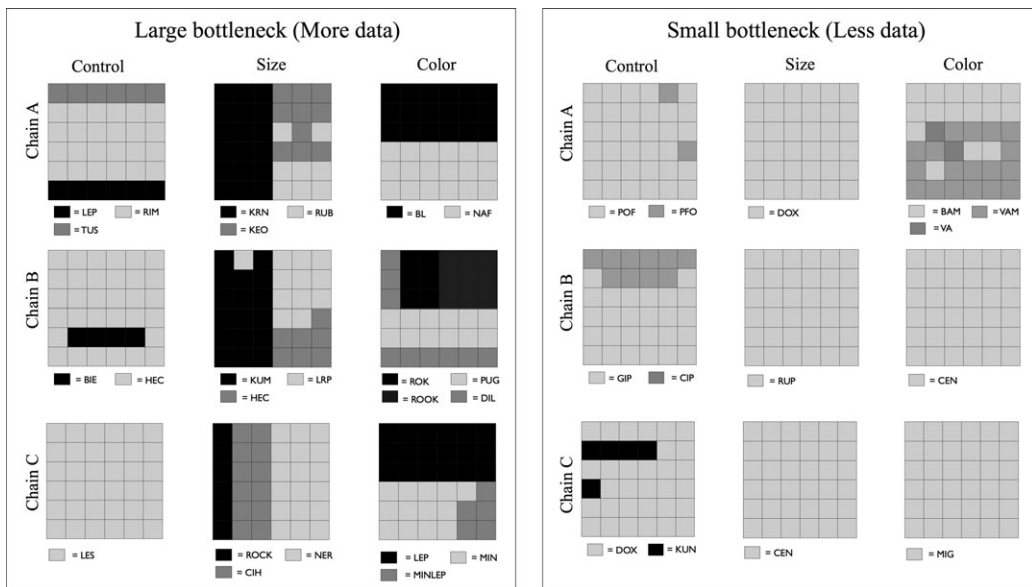 Large bottleneck (More data)
Control Size Color
Chain A
= LEP = RIM
= TUS
= KRN = RUB
= KEO
= BL = NAF
Chain B
= BIE = HEC
= KUM = LRP
= HEC
= ROK = PUG
= ROOK = DIL
Chain C
= LES
= ROCK = NER
= CIH
= LEP = MIN
= MINLEP
Small bottleneck (Less data)
Control Size Color
Chain A
= POF = PFO
= DOX
= BAM = VAM
= VA
Chain B
= GIP = CIP
= RUP
= CEN
Chain C
= DOX = KUN
= CEN
= MIG